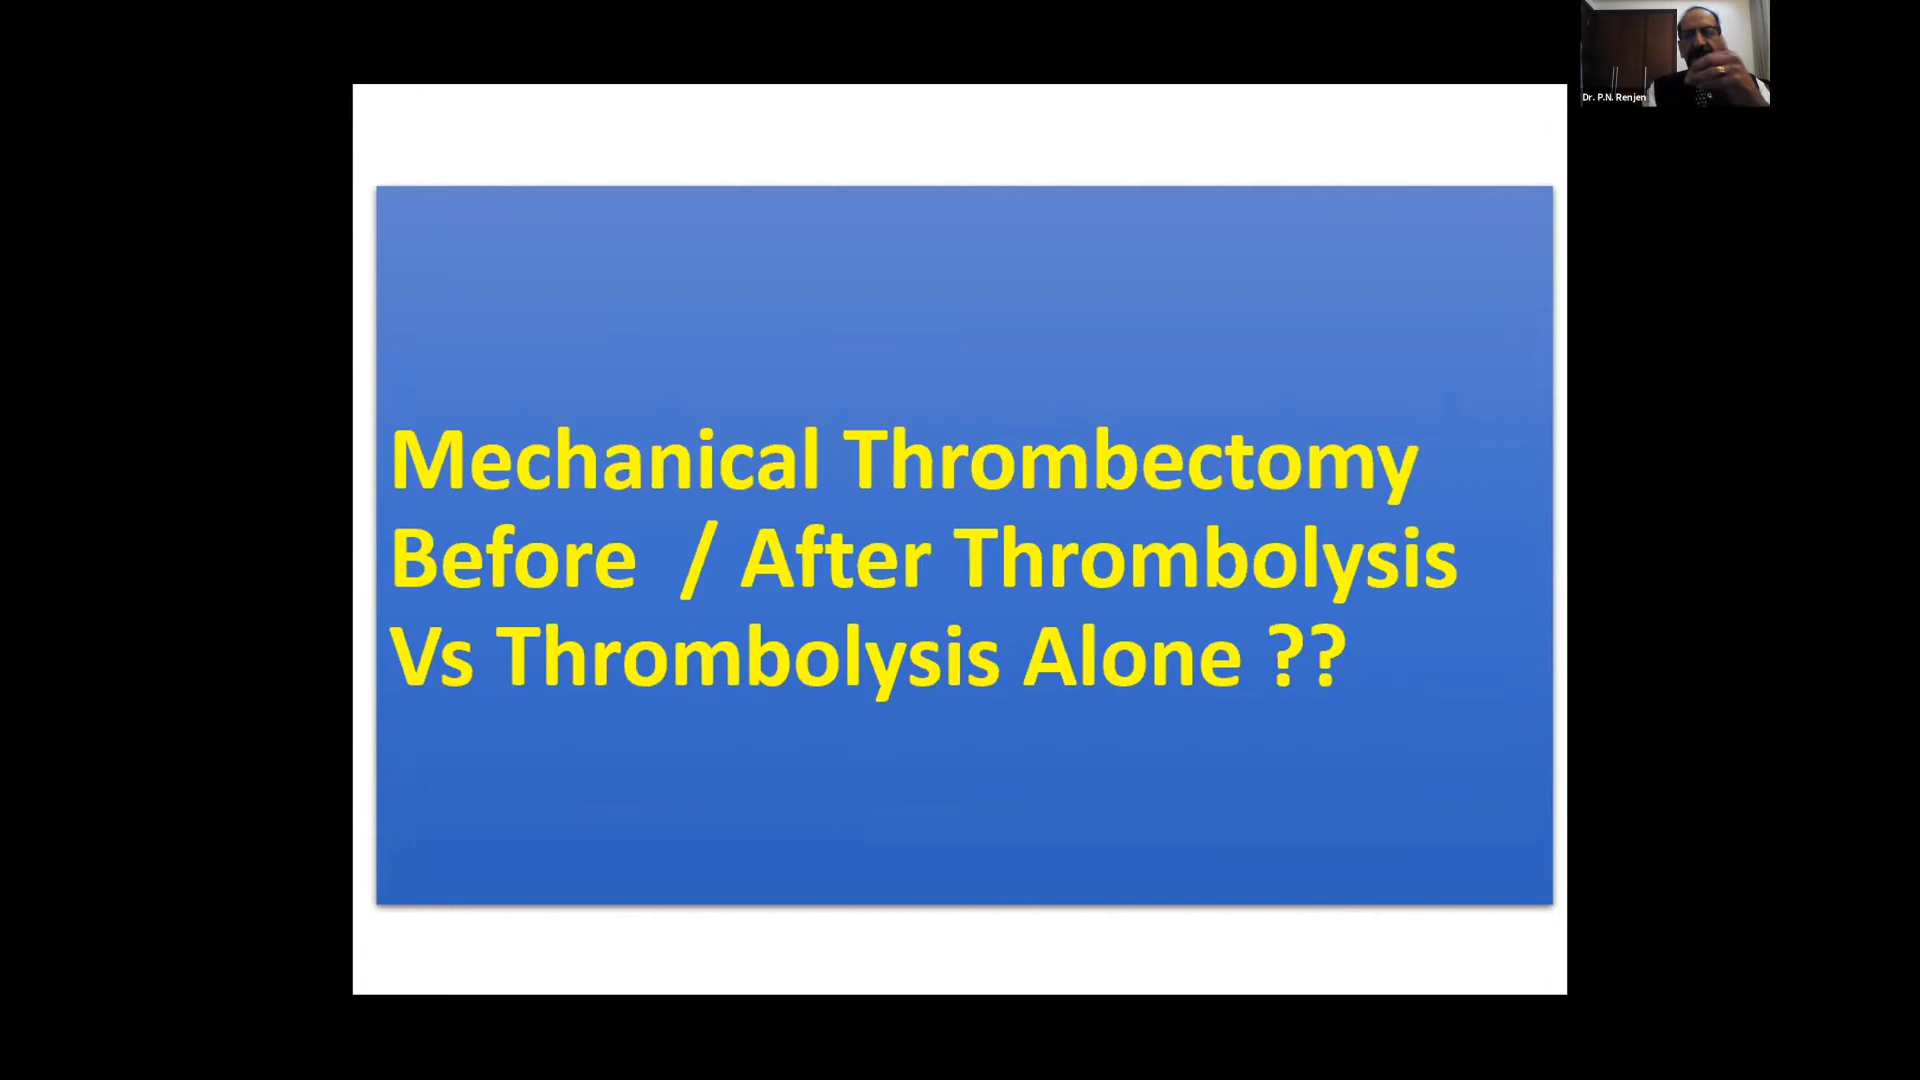 Dr. P.N. Renjen
Mechanical Thrombectomy
Before / After Thrombolysis
Vs Thrombolysis Alone ??